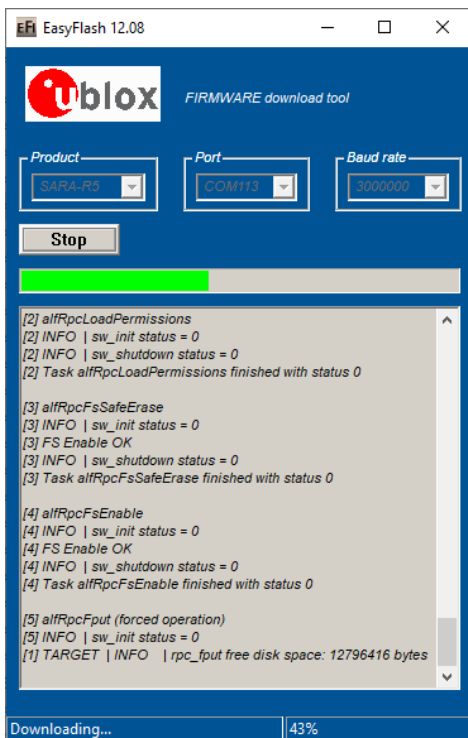 EFI EasyFlash 12.08
ublox
FIRMWARE download tool
Product Port Baud rate
SARA-R5 COM113 3000000
Stop
[2] alfRpcLoadPermissions
[2] INFO | sw_init status = 0
[2] INFO | sw_shutdown status = 0
[2] Task alfRpcLoadPermissions finished with status 0
[3] alfRpcFsSafeErase
[3] INFO | sw_init status = 0
[3] FS Enable OK
[3] INFO | sw_shutdown status = 0
[3] Task alfRpcFsSafeErase finished with status 0
[4] alfRpcFsEnable
[4] INFO | sw_init status = 0
[4] FS Enable OK
[4] INFO | sw_shutdown status = 0
[4] Task alfRpcFsEnable finished with status 0
[5] alfRpcFput (forced operation)
[5] INFO | sw_init status = 0
[1] TARGET | INFO | rpc_fput free disk space: 12796416 bytes
Downloading... 43%